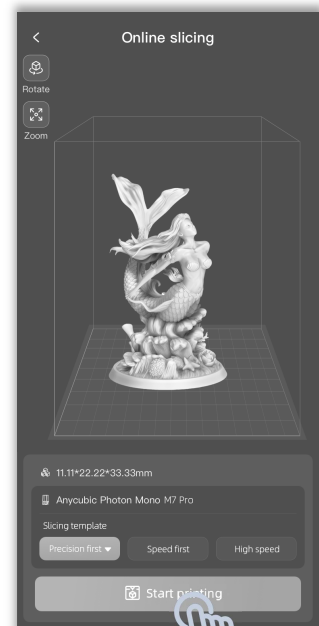 Online slicing
Rotate
Zoom
11.11*22.22*33.33mm
Anycubic Photon Mono M7 Pro
Slicing template
Precision first Speed first High speed
Start printing